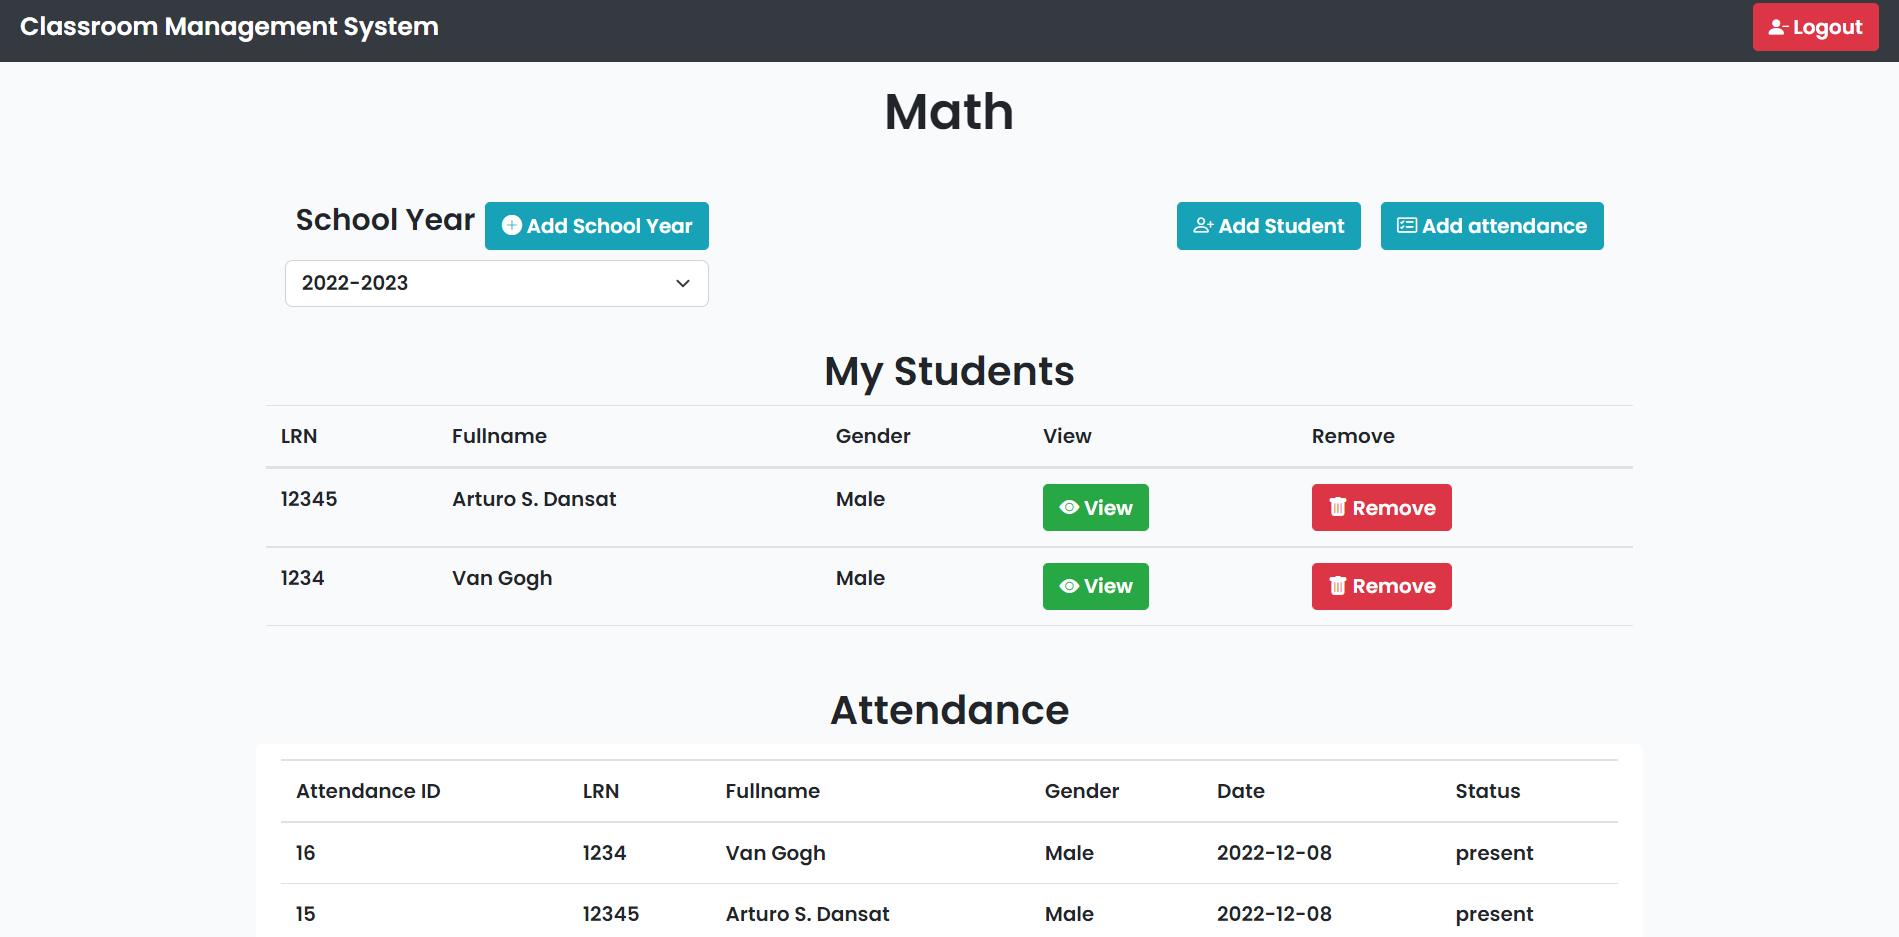 Classroom Management System Logout
Math
School Year Add School Year Add Student Add attendance
2022-2023
My Students
LRN Fullname Gender View Remove
12345 Arturo S. Dansat Male View Remove
1234 Van Gogh Male View Remove
Attendance
Attendance ID LRN Fullname Gender Date Status
16 1234 Van Gogh Male 2022-12-08 present
15 12345 Arturo S. Dansat Male 2022-12-08 present